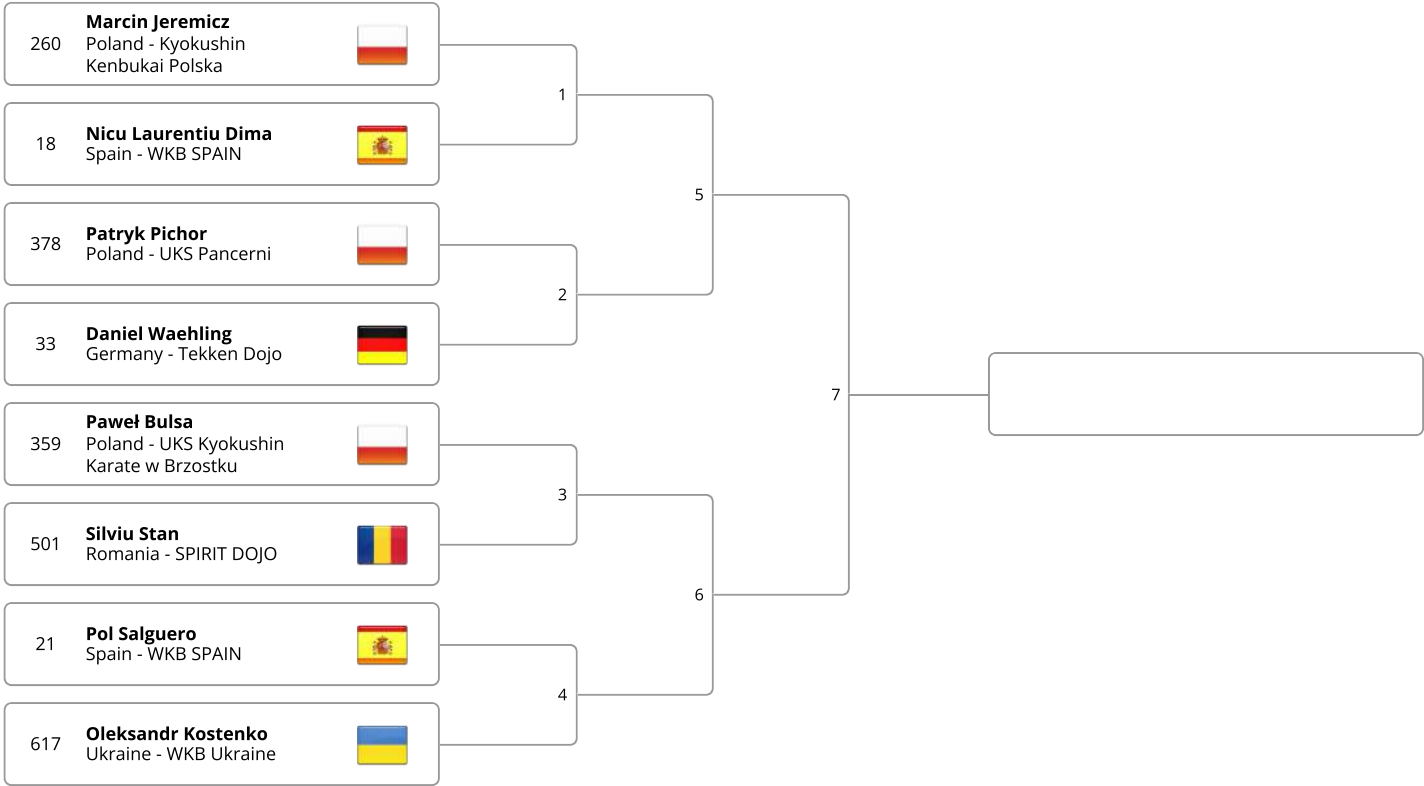 260
Marcin Jeremicz
Poland - Kyokushin
Kenbukai Polska
18
Nicu Laurentiu Dima
Spain - WKB SPAIN
378
Patryk Pichor
Poland - UKS Pancerni
33
Daniel Waehling
Germany - Tekken Dojo
359
Paweł Bulsa
Poland - UKS Kyokushin
Karate w Brzostku
501
Silviu Stan
Romania - SPIRIT DOJO
21
Pol Salguero
Spain - WKB SPAIN
617
Oleksandr Kostenko
Ukraine - WKB Ukraine
1
2
3
4
5
6
7